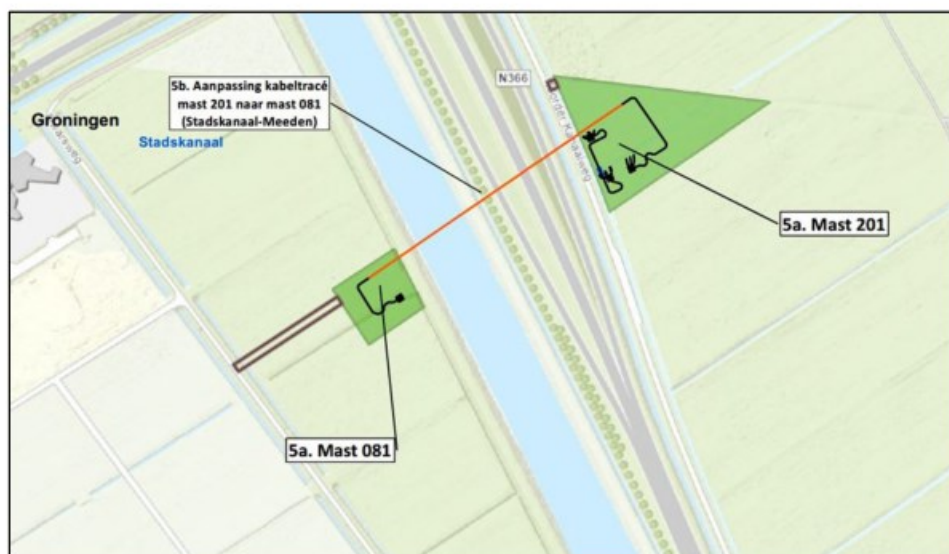 5b. Aanpassing kabeltracé
mast 201 naar mast 081
(Stadskanaal-Meeden)
N366
Groningen
Stadskanaal
5a. Mast 201
5a. Mast 081